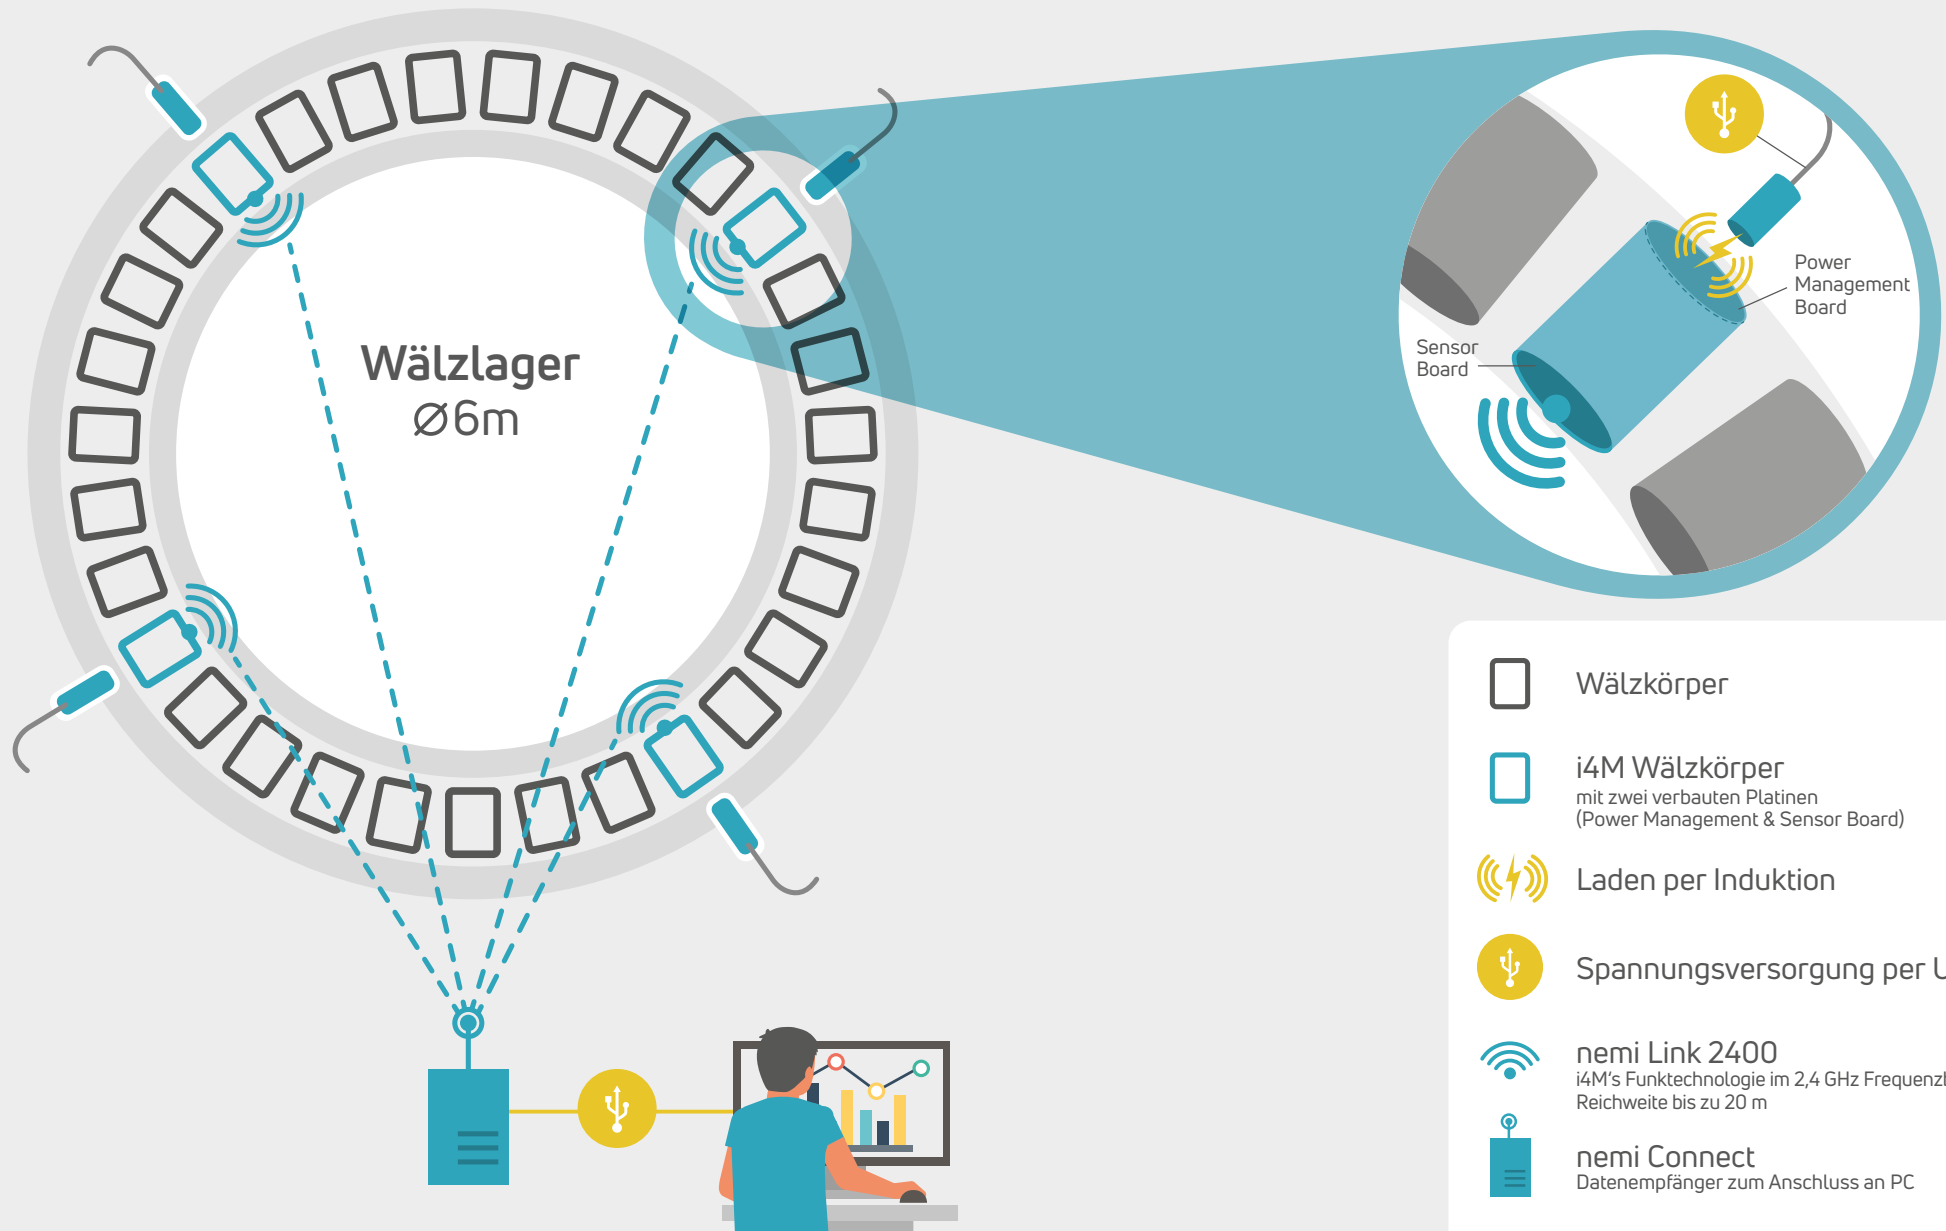 Wälzlager
Ø6m
Power
Management
Board
Sensor
Board
Wälzkörper
i4M Wälzkörper
mit zwei verbauten Platinen
(Power Management & Sensor Board)
Laden per Induktion
Spannungsversorgung per U
nemi Link 2400
i4M's Funktechnologie im 2,4 GHz
Reichweite bis zu 20 m
nemi Connect
Datenempfänger zum Anschluss an PC